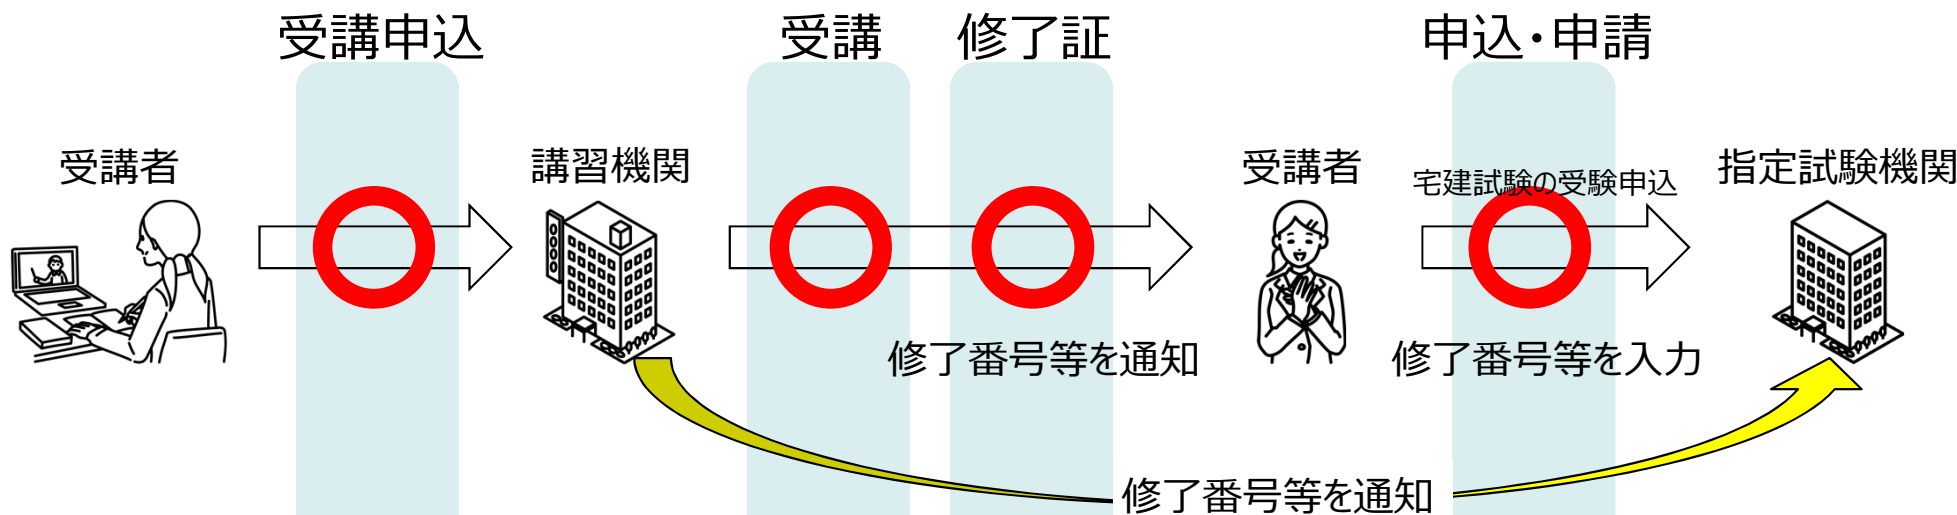 受講申込
受講
修了証
申込・申請
受講者
講習機関
受講者
宅建試験の受験申込
指定試験機関
修了番号等を通知
修了番号等を入力
修了番号等を通知